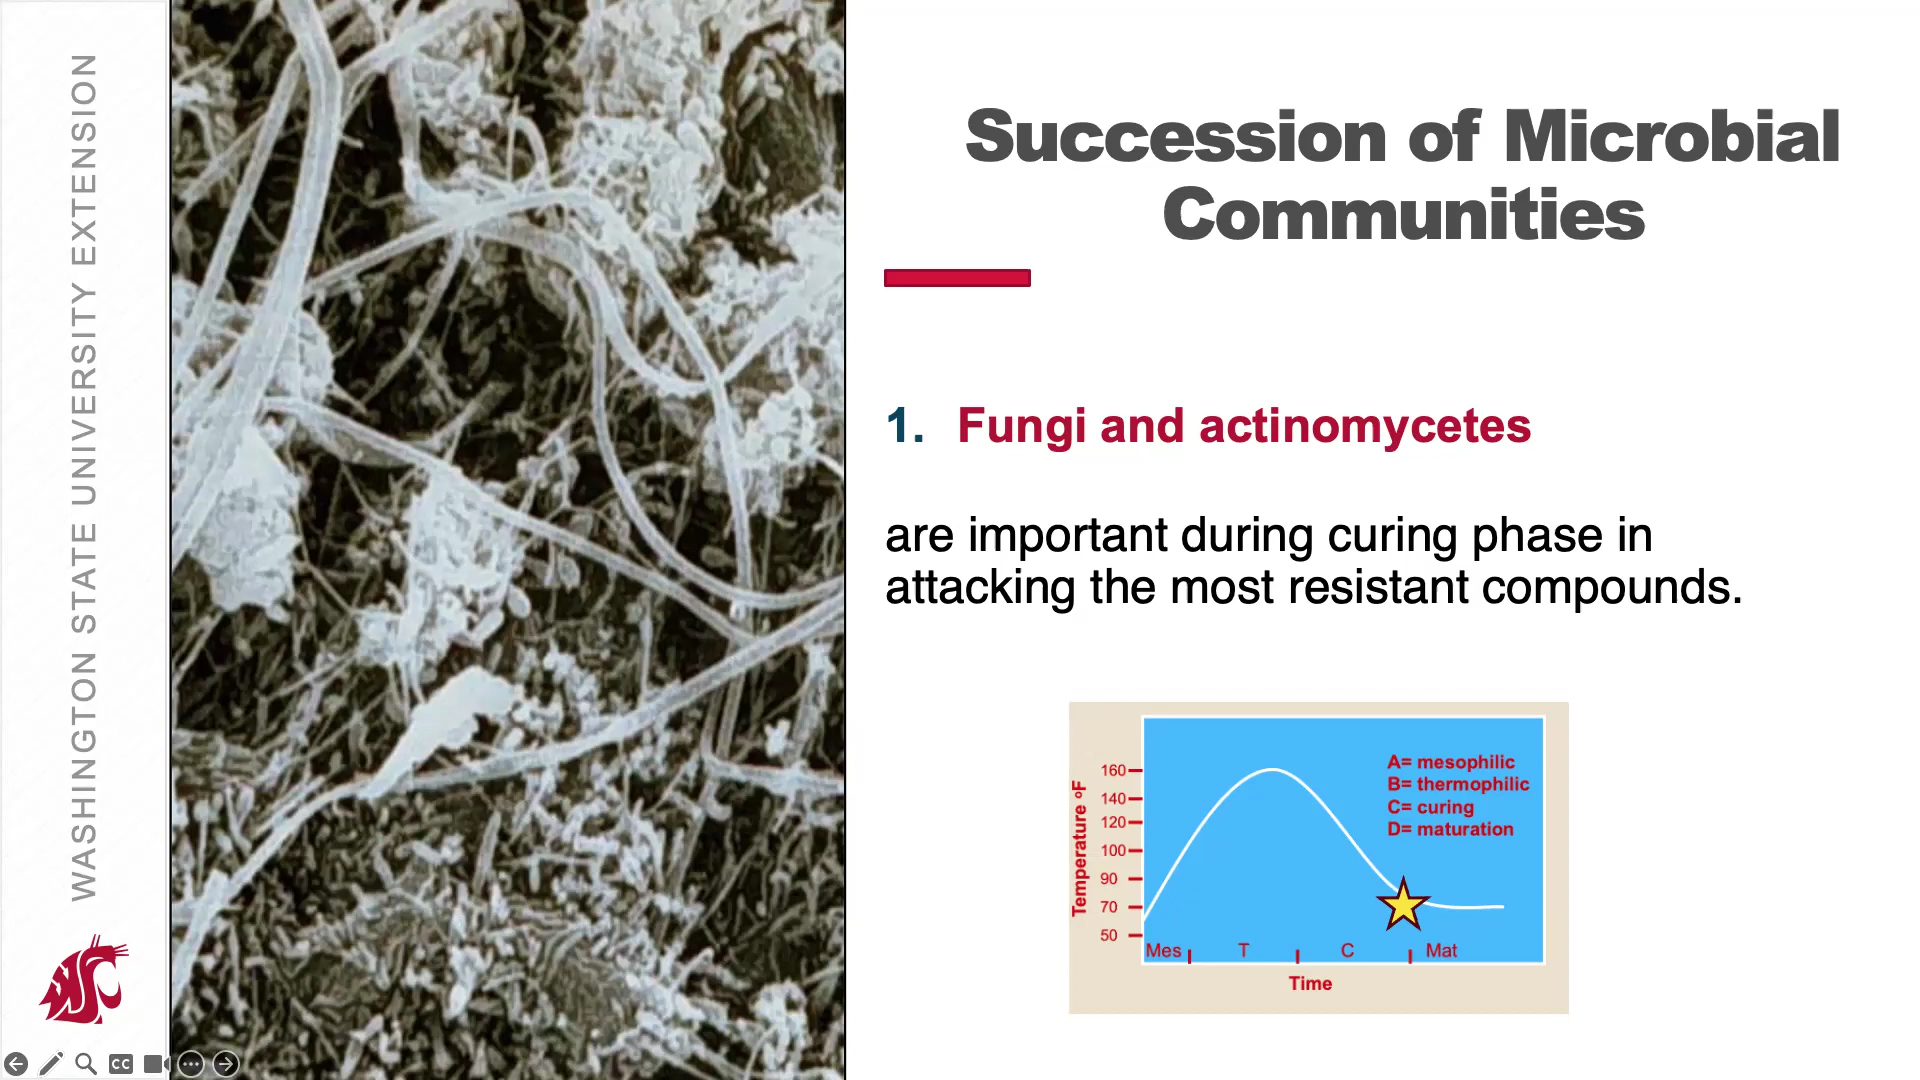 WASHINGTON STATE UNIVERSITY EXTENSION
Succession of Microbial
Communities
1. Fungi and actinomycetes
are important during curing phase in
attacking the most resistant compounds.
A= mesophilic
B= thermophilic
C= curing
D= maturation
Temperature °F
160
140
120
100
90
70
50
Mes T C Mat
Time
CC